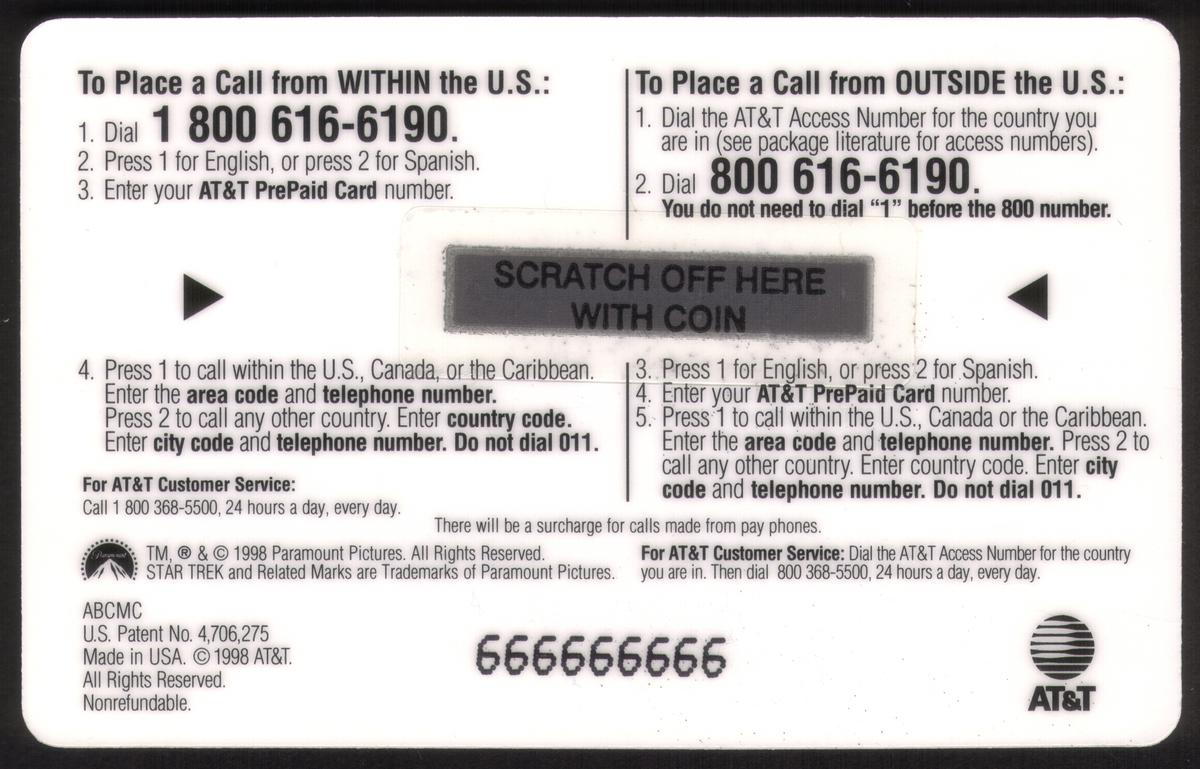 To Place a Call from WITHIN the U.S.:
1. Dial 1 800 616-6190.
2. Press 1 for English, or press 2 for Spanish.
3. Enter your AT&T PrePaid Card number.
To Place a Call from OUTSIDE the U.S.:
1. Dial the AT&T Access Number for the country you
are in (see package literature for access numbers).
2. Dial 800 616-6190.
You do not need to dial “1” before the 800 number.
SCRATCH OFF HERE
WITH COIN
4. Press 1 to call within the U.S., Canada, or the Caribbean.
Enter the area code and telephone number.
Press 2 to call any other country. Enter country code.
Enter city code and telephone number. Do not dial 011.
3. Press 1 for English, or press 2 for Spanish.
4. Enter your AT&T PrePaid Card number.
5. Press 1 to call within the U.S., Canada or the Caribbean.
Enter the area code and telephone number. Press 2 to
call any other country. Enter country code. Enter city
code and telephone number. Do not dial 011.
For AT&T Customer Service:
Call 1 800 368-5500, 24 hours a day, every day.
There will be a surcharge for calls made from pay phones.
Paramount
TM, ® & © 1998 Paramount Pictures. All Rights Reserved.
STAR TREK and Related Marks are Trademarks of Paramount Pictures.
For AT&T Customer Service: Dial the AT&T Access Number for the country
you are in. Then dial 800 368-5500, 24 hours a day, every day.
ABCMC
U.S. Patent No. 4,706,275
Made in USA. © 1998 AT&T.
All Rights Reserved.
Nonrefundable.
666666666
AT&T